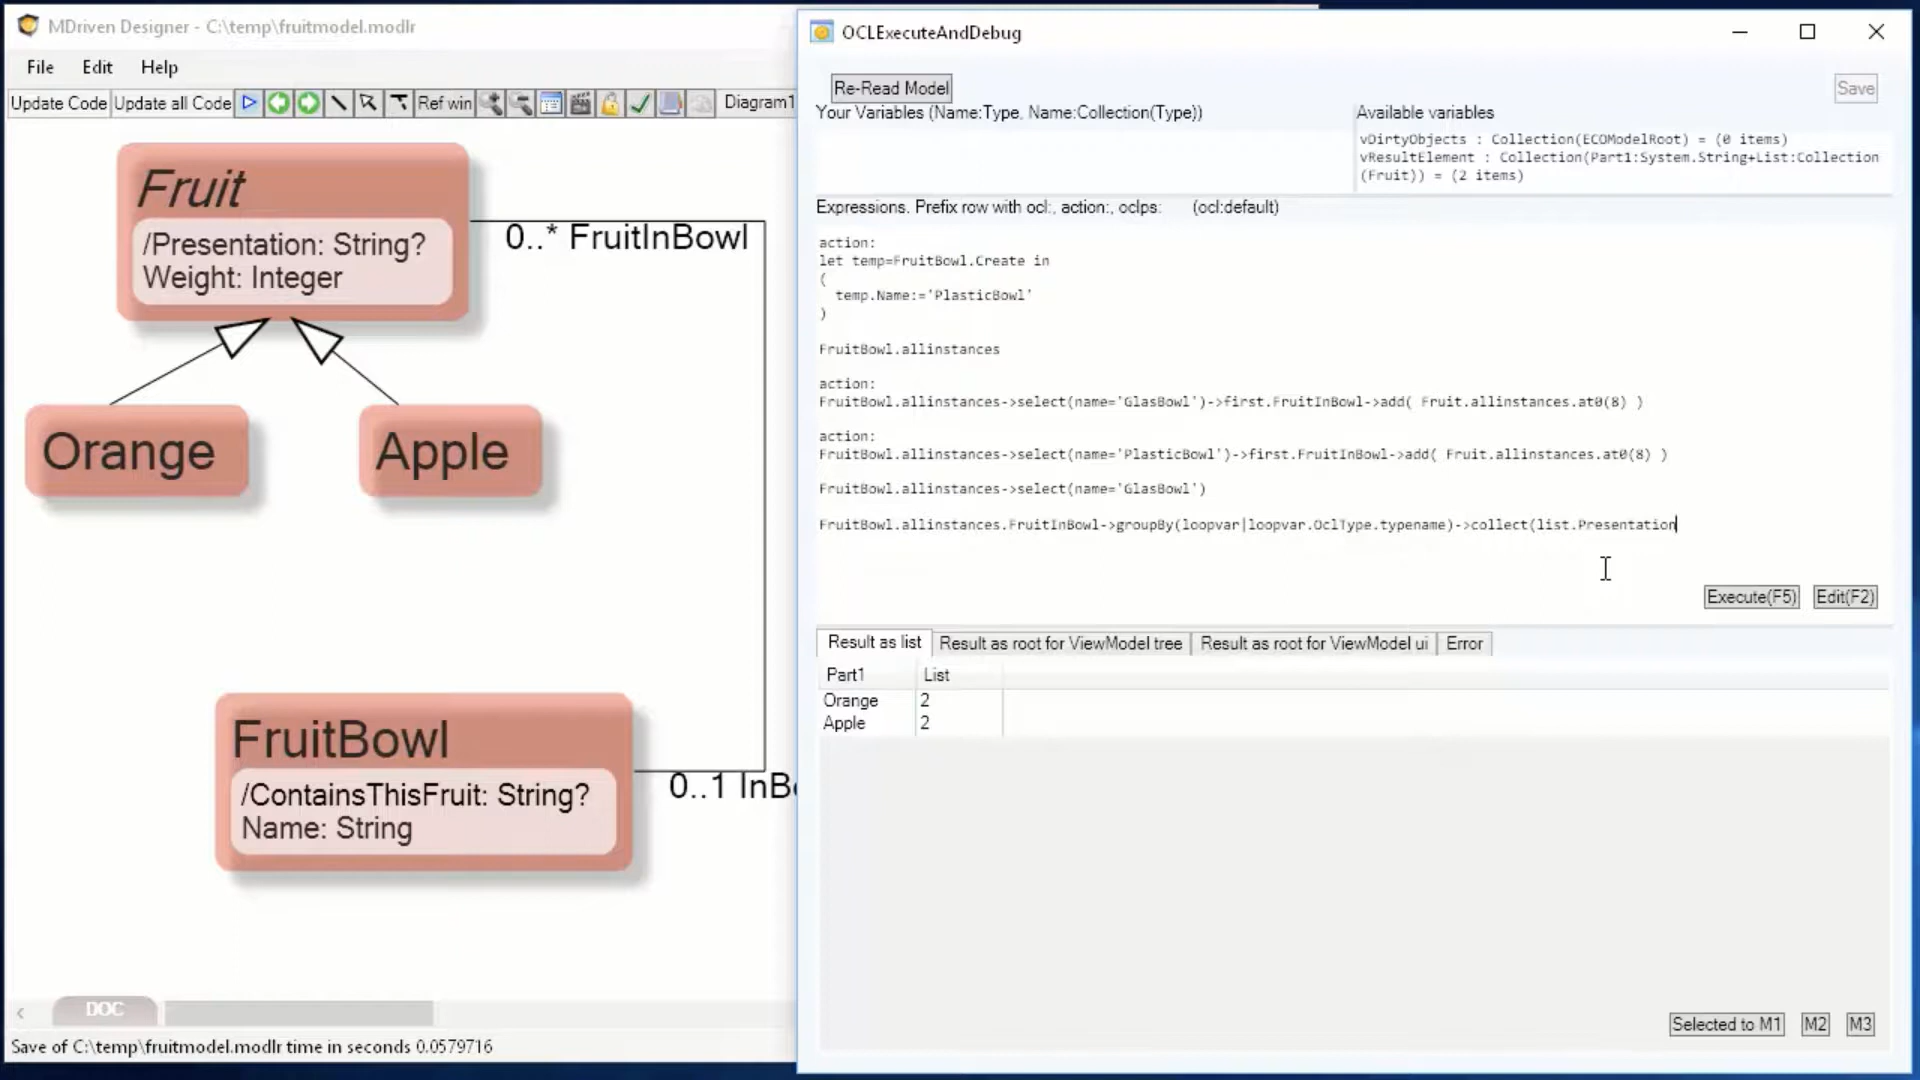 MDriven Designer - C:\temp\fruitmodel.modlr
File Edit Help
Update Code Update all Code Ref win Diagram1
Fruit
/Presentation: String?
Weight: Integer
0..* FruitInBowl
Orange
Apple
FruitBowl
/ContainsThisFruit: String?
Name: String
0..1
DOC
Save of C:\temp\fruitmodel.modlr time in seconds 0.0579716
OCLExecuteAndDebug
Re-Read Model
Save
Your Variables (Name:Type, Name:Collection(Type))
Available variables
vDirtyObjects : Collection(ECOModelRoot) = (0 items)
vResultElement : Collection(Part1:System.String+List:Collection
(Fruit)) = (2 items)
Expressions. Prefix row with ocl:, action:, oclps: (ocl:default)
action:
let temp=FruitBowl.Create in
(
temp.Name:='PlasticBowl'
)
FruitBowl.allinstances
action:
FruitBowl.allinstances->select(name='GlasBowl')->first.FruitInBowl->add( Fruit.allinstances.at0(8) )
action:
FruitBowl.allinstances->select(name='PlasticBowl')->first.FruitInBowl->add( Fruit.allinstances.at0(8) )
FruitBowl.allinstances->select(name='GlasBowl')
FruitBowl.allinstances.FruitInBowl->groupBy(loopvar|loopvar.OclType.typename)->collect(list.Presentation
Execute(F5) Edit(F2)
Result as list Result as root for ViewModel tree Result as root for ViewModel ui Error
Part1 List
Orange 2
Apple 2
Selected to M1 M2 M3